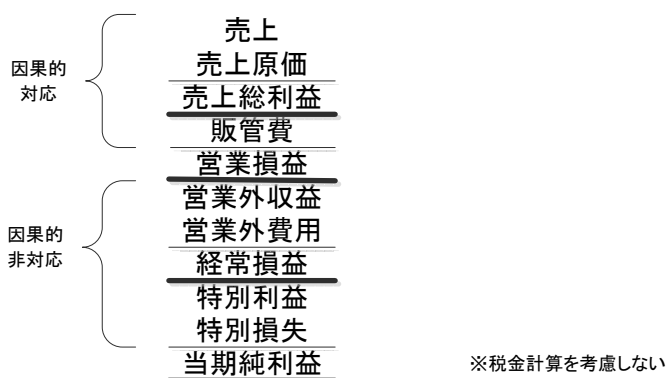 売上
売上原価
因果的
対応
売上総利益
販管費
営業損益
営業外収益
営業外費用
因果的
非対応
経常損益
特別利益
特別損失
当期純利益
※税金計算を考慮しない